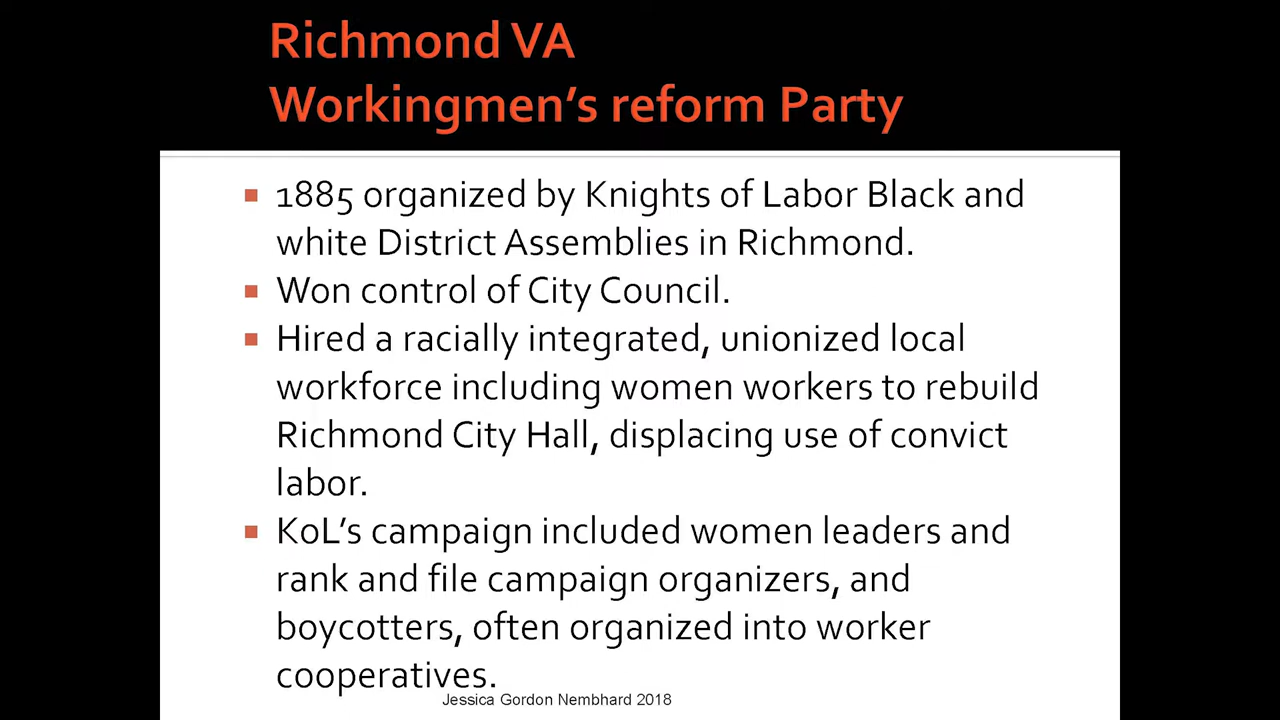 Richmond VA
Workingmen's reform Party
▪ 1885 organized by Knights of Labor Black and
white District Assemblies in Richmond.
▪ Won control of City Council.
▪ Hired a racially integrated, unionized local
workforce including women workers to rebuild
Richmond City Hall, displacing use of convict
labor.
▪ KoL's campaign included women leaders and
rank and file campaign organizers, and
boycotters, often organized into worker
cooperatives.
Jessica Gordon Nembhard 2018